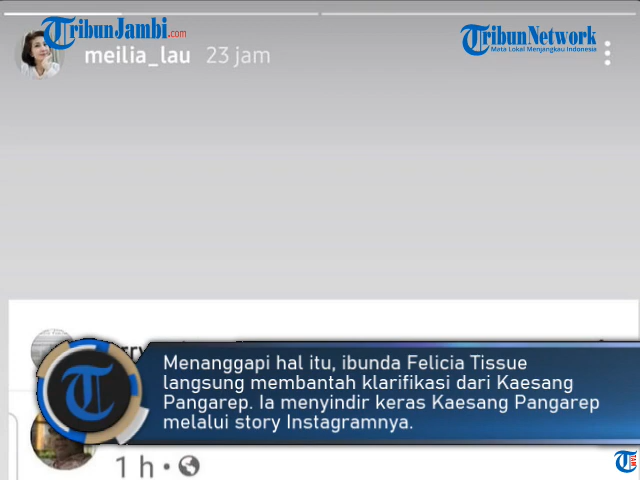 TribunJambi.com
TribunNetwork
Mata Lokal Menjangkau Indonesia
meilia_lau 23 jam
Menanggapi hal itu, ibunda Felicia Tissue
langsung membantah klarifikasi dari Kaesang
Pangarep. Ia menyindir keras Kaesang Pangarep
melalui story Instagramnya.
1 h •